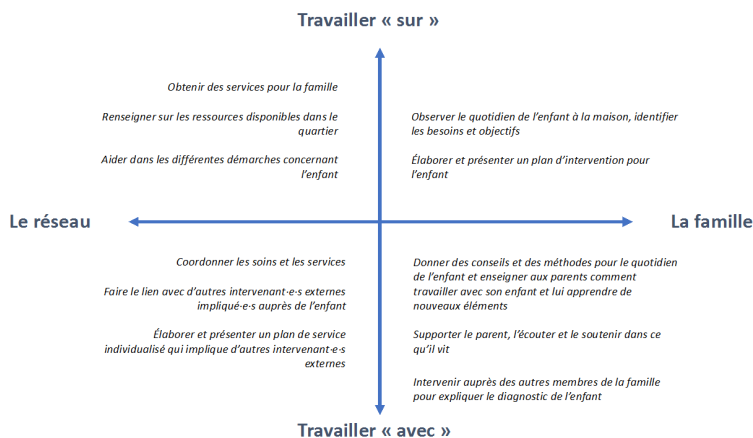 Travailler « sur »
Obtenir des services pour la famille
Renseigner sur les ressources disponibles dans le
quartier
Aider dans les différentes démarches concernant
l'enfant
Observer le quotidien de l'enfant à la maison, identifier
les besoins et objectifs
Élaborer et présenter un plan d'intervention pour
l'enfant
Le réseau
La famille
Coordonner les soins et les services
Faire le lien avec d'autres intervenant·e·s externes
impliqué·e·s auprès de l'enfant
Élaborer et présenter un plan de service
individualisé qui implique d'autres intervenant·e·s
externes
Donner des conseils et des méthodes pour le quotidien
de l'enfant et enseigner aux parents comment
travailler avec son enfant et lui apprendre de
nouveaux éléments
Supporter le parent, l'écouter et le soutenir dans ce
qu'il vit
Intervenir auprès des autres membres de la famille
pour expliquer le diagnostic de l'enfant
Travailler « avec »